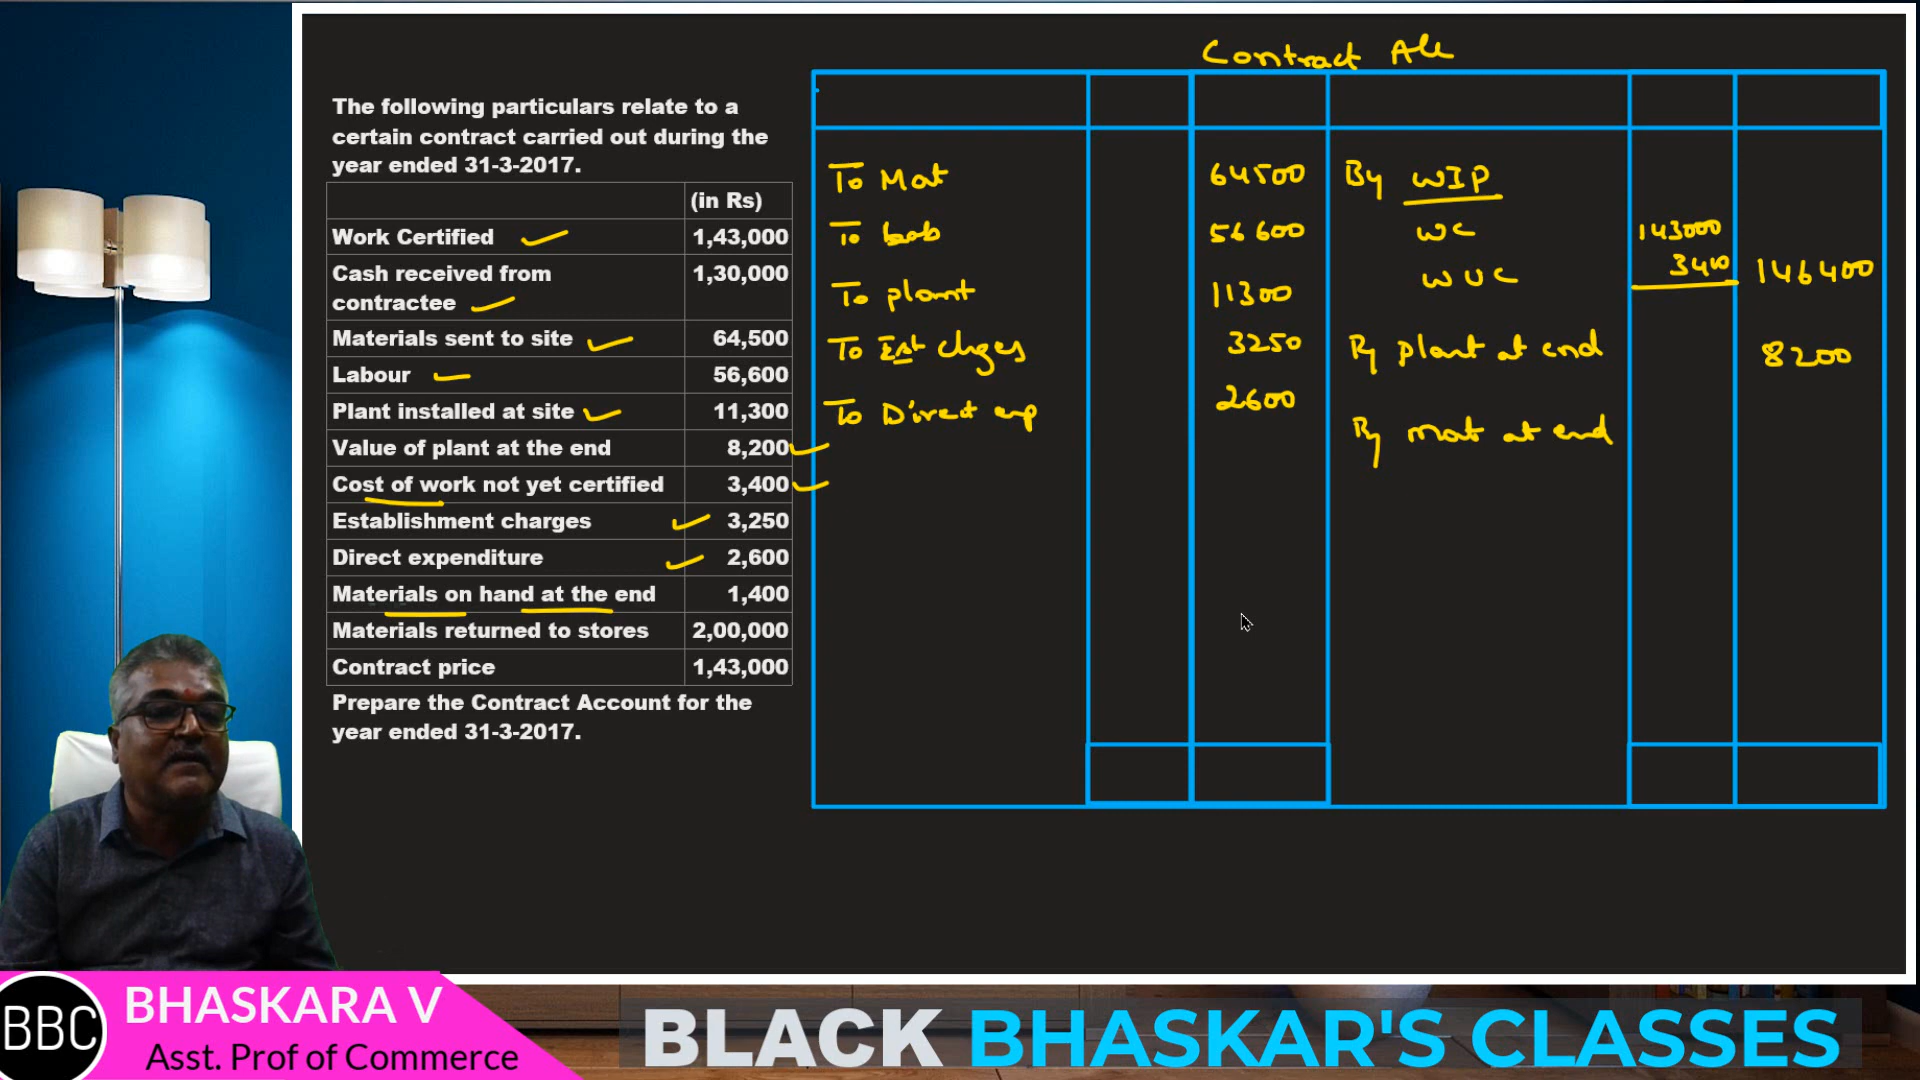 Contract A/c
The following particulars relate to a
certain contract carried out during the
year ended 31-3-2017.
(in Rs)
Work Certified 1,43,000
Cash received from 1,30,000
contractee
Materials sent to site 64,500
Labour 56,600
Plant installed at site 11,300
Value of plant at the end 8,200
Cost of work not yet certified 3,400
Establishment charges 3,250
Direct expenditure 2,600
Materials on hand at the end 1,400
Materials returned to stores 2,00,000
Contract price 1,43,000
Prepare the Contract Account for the
year ended 31-3-2017.
To Mat 64500
To Lab 56600
To plant 11300
To Est chges 3250
To Direct exp 2600
By WIP
WC 143000
WUC 3400 146400
By plant at end 8200
By mat at end
BBC
BHASKARA V
Asst. Prof of Commerce
BLACK BHASKAR'S CLASSES